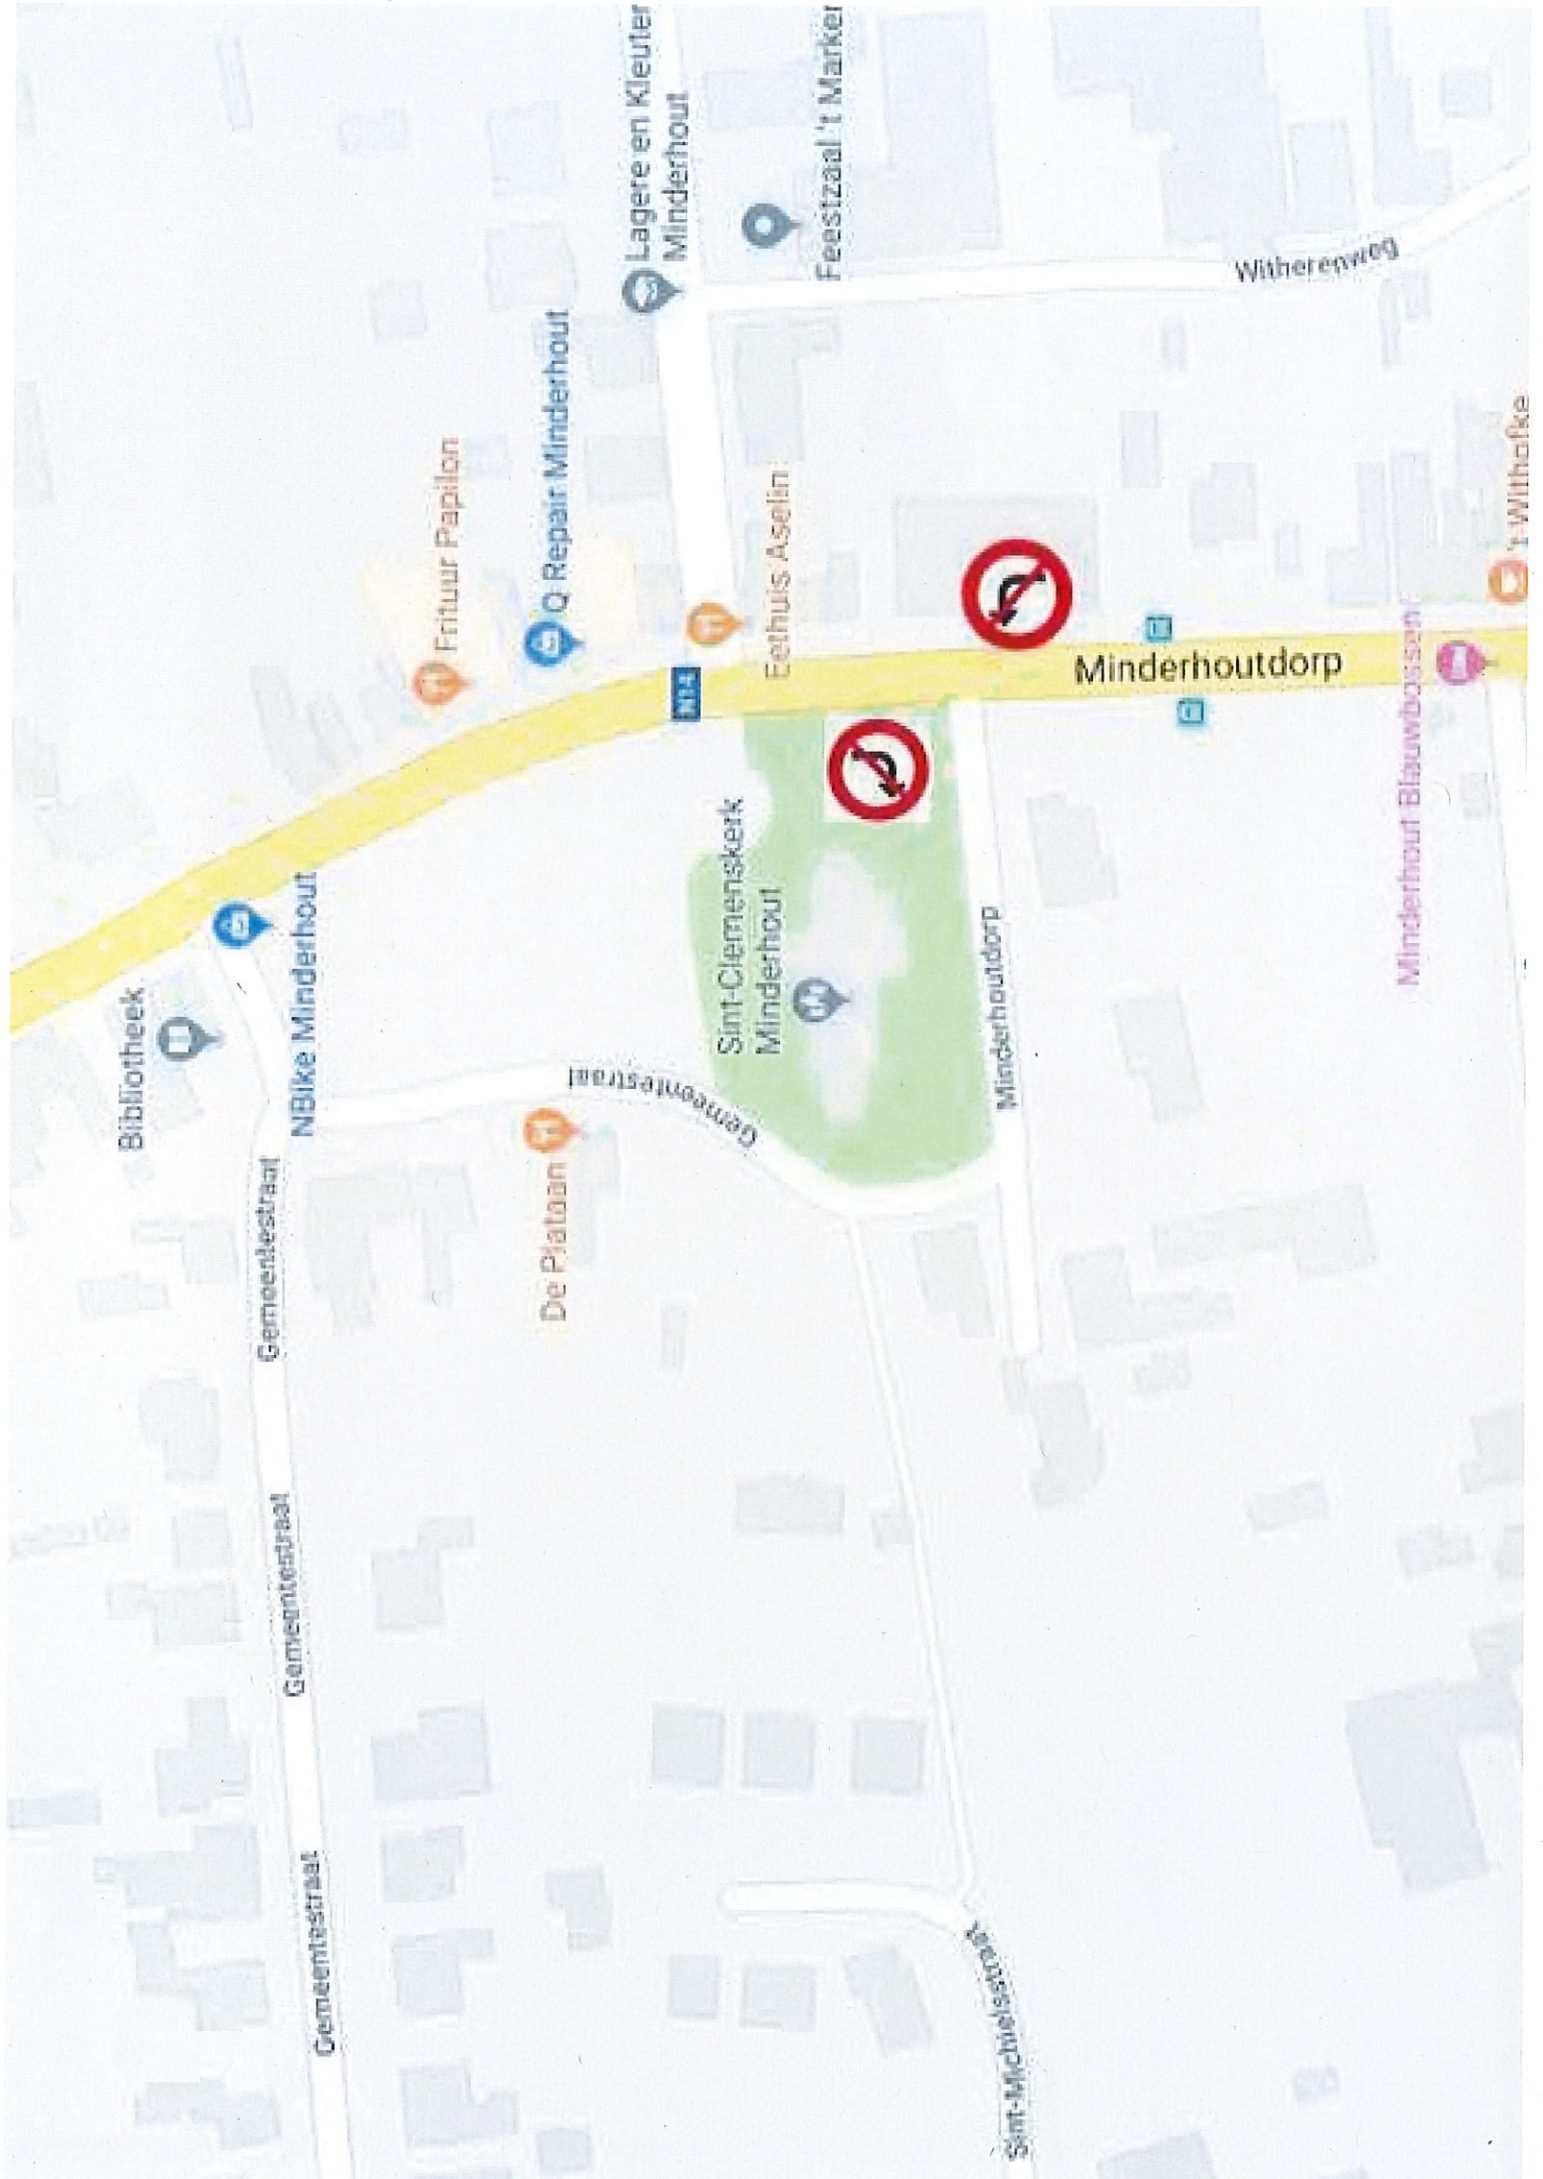 Lagere en Kleuter
Minderhout
Feestzaal 't Marke
Witherenweg
Frituur Papilon
Q Repair Minderhout
Eethuis Aselin
't Withofke
N14
Minderhoutdorp
Minderhout Blauwbossen
Sint-Clemenskerk
Minderhout
Minderhoutdorp
NBike Minderhout
Bibliotheek
Gemeentestraat
De Plataan
Gemeentestraat
Gemeentestraat
Gemeentestraat
Sint-Michielsstraat